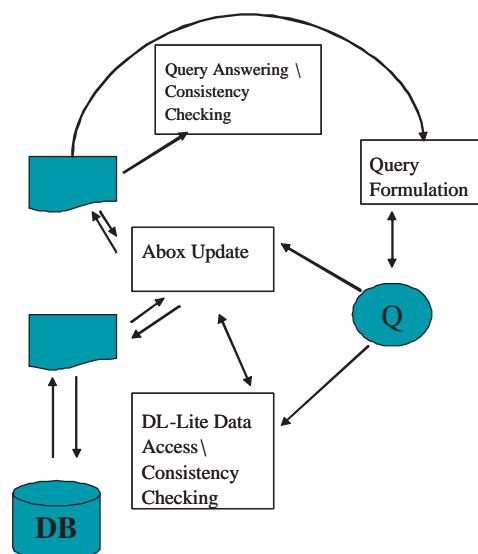 Query Answering \
Consistency
Checking
Query
Formulation
Abox Update
Q
DL-Lite Data
Access\
Consistency
Checking
DB